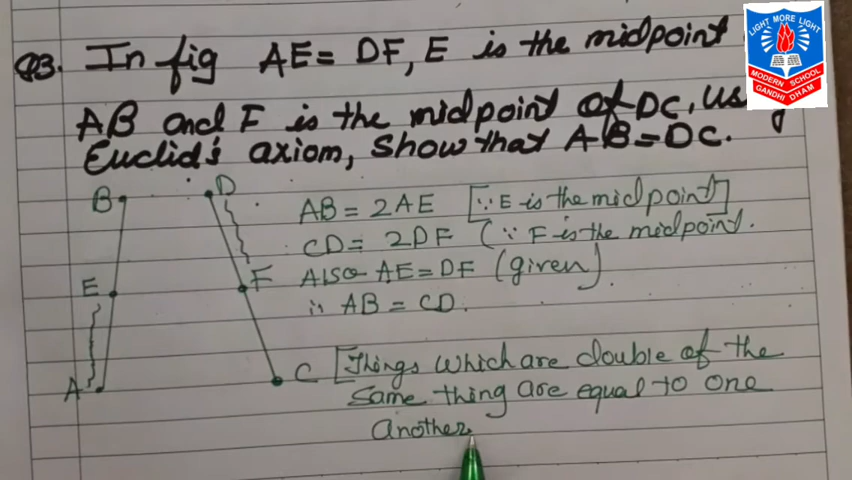 Q3. In fig AE = DF, E is the midpoint
AB and F is the midpoint of DC, Us
Euclid's axiom, Show that AB = DC.
LIGHT MORE LIGHT
MODERN SCHOOL
GANDHI DHAM
B
D
E
F
A
C
AB = 2AE [∵ E is the midpoint]
CD = 2DF (∵ F is the midpoint.
Also AE = DF (given)
∴ AB = CD.
[Things which are double of the
Same thing are equal to one
another.